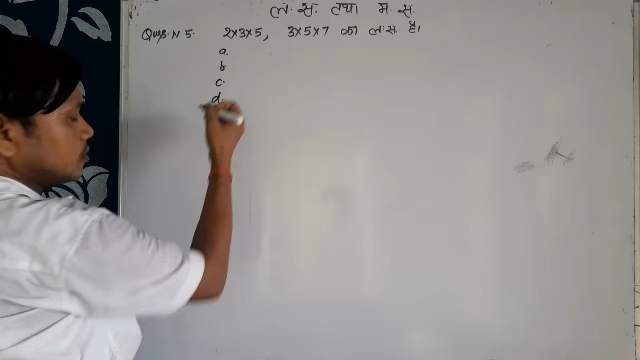 ल. स. तथा म. स.
Ques. N 5. 2×3×5, 3×5×7 का ल.स. है।
a.
b
c.
d.